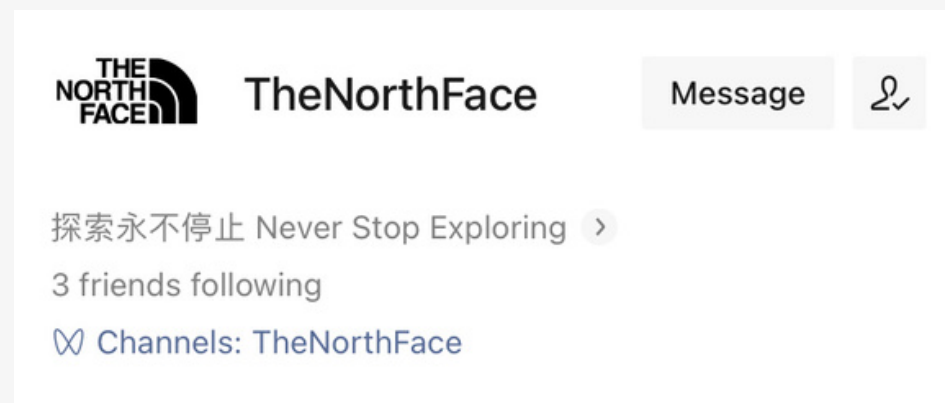 THE
NORTH
FACE
TheNorthFace
Message
探索永不停止 Never Stop Exploring
3 friends following
Channels: TheNorthFace